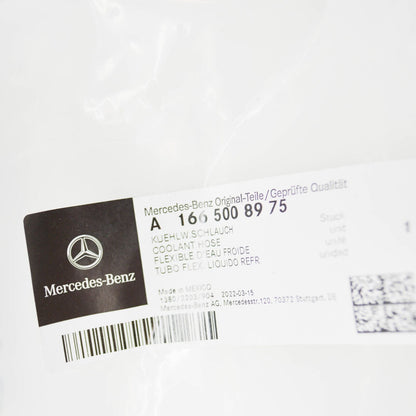 Mercedes-Benz Original-Teile/Geprüfte Qualität
A 166 500 89 75
KUEHLW.SCHLAUCH
COOLANT HOSE
FLEXIBLE D'EAU FROIDE
TUBO FLEX. LIQUIDO REFR.
Stück
unit
unité
unidad
1
Mercedes-Benz
Made in MEXICO
2022-03-15
Mercedes-Benz AG, Mercedesstr.120, 70372 Stuttgart, DE